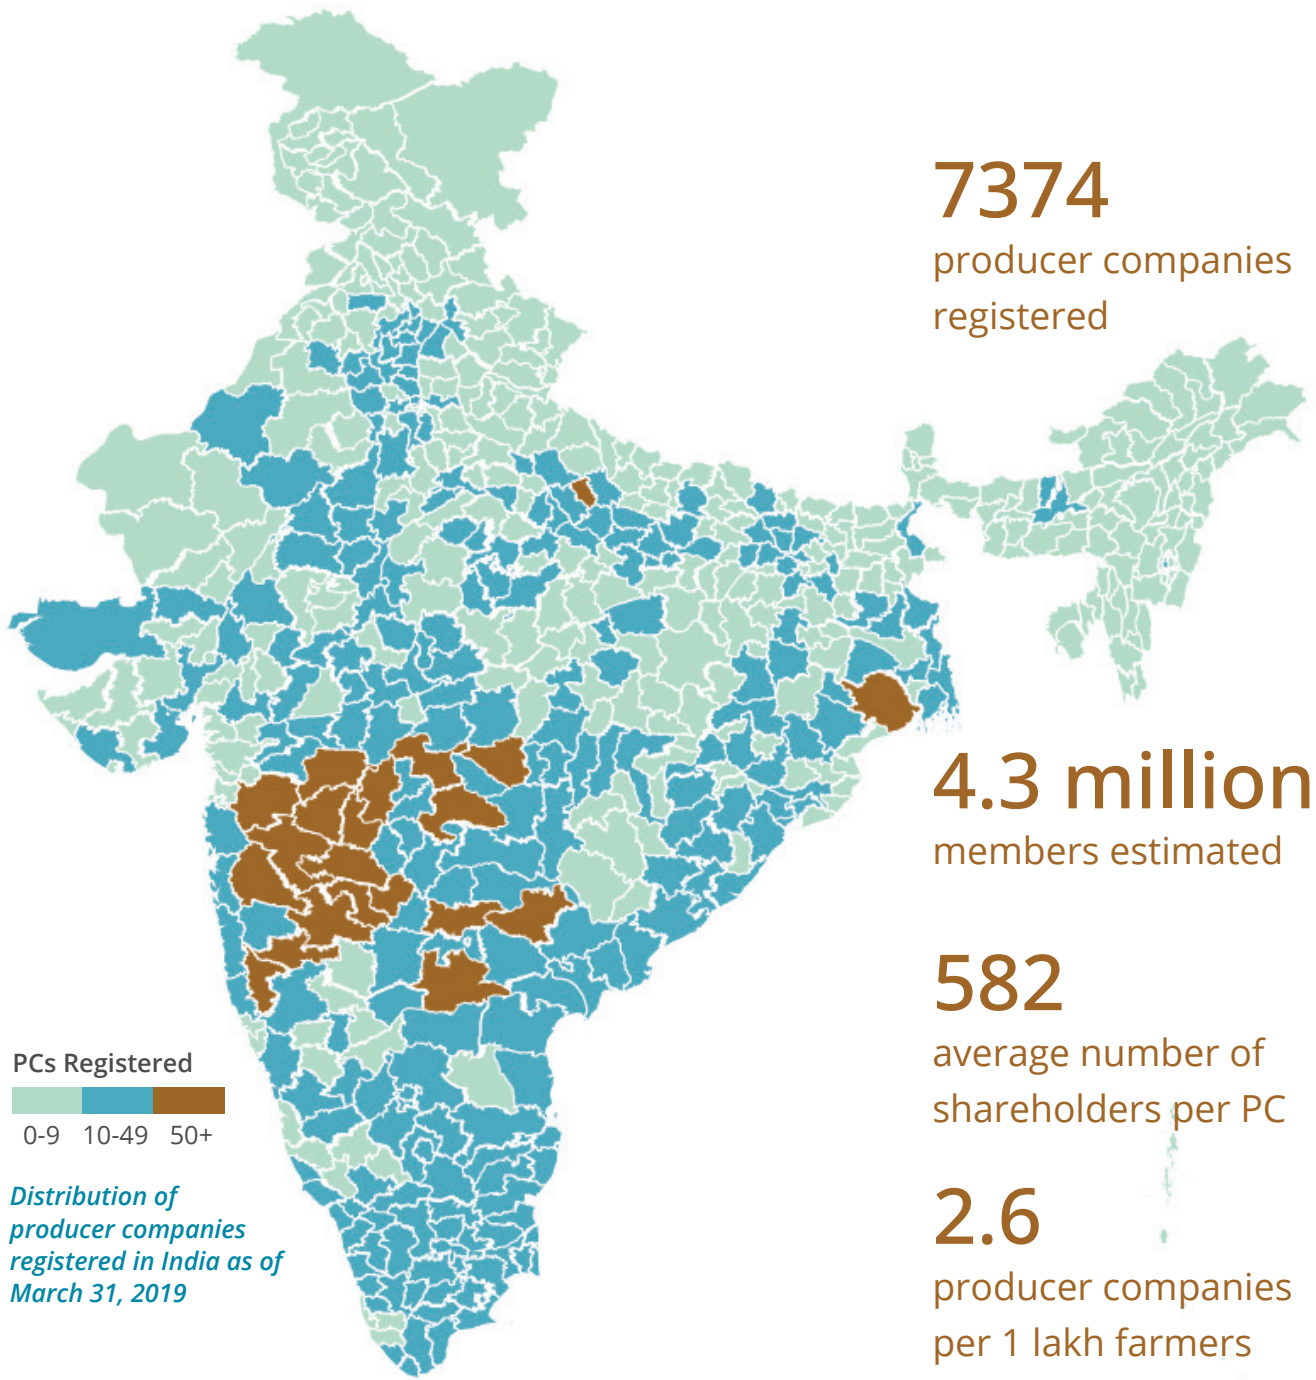 7374
producer companies
registered
4.3 million
members estimated
582
average number of
shareholders per PC
2.6
producer companies
per 1 lakh farmers
PCs Registered
0-9 10-49 50+
Distribution of
producer companies
registered in India as of
March 31, 2019